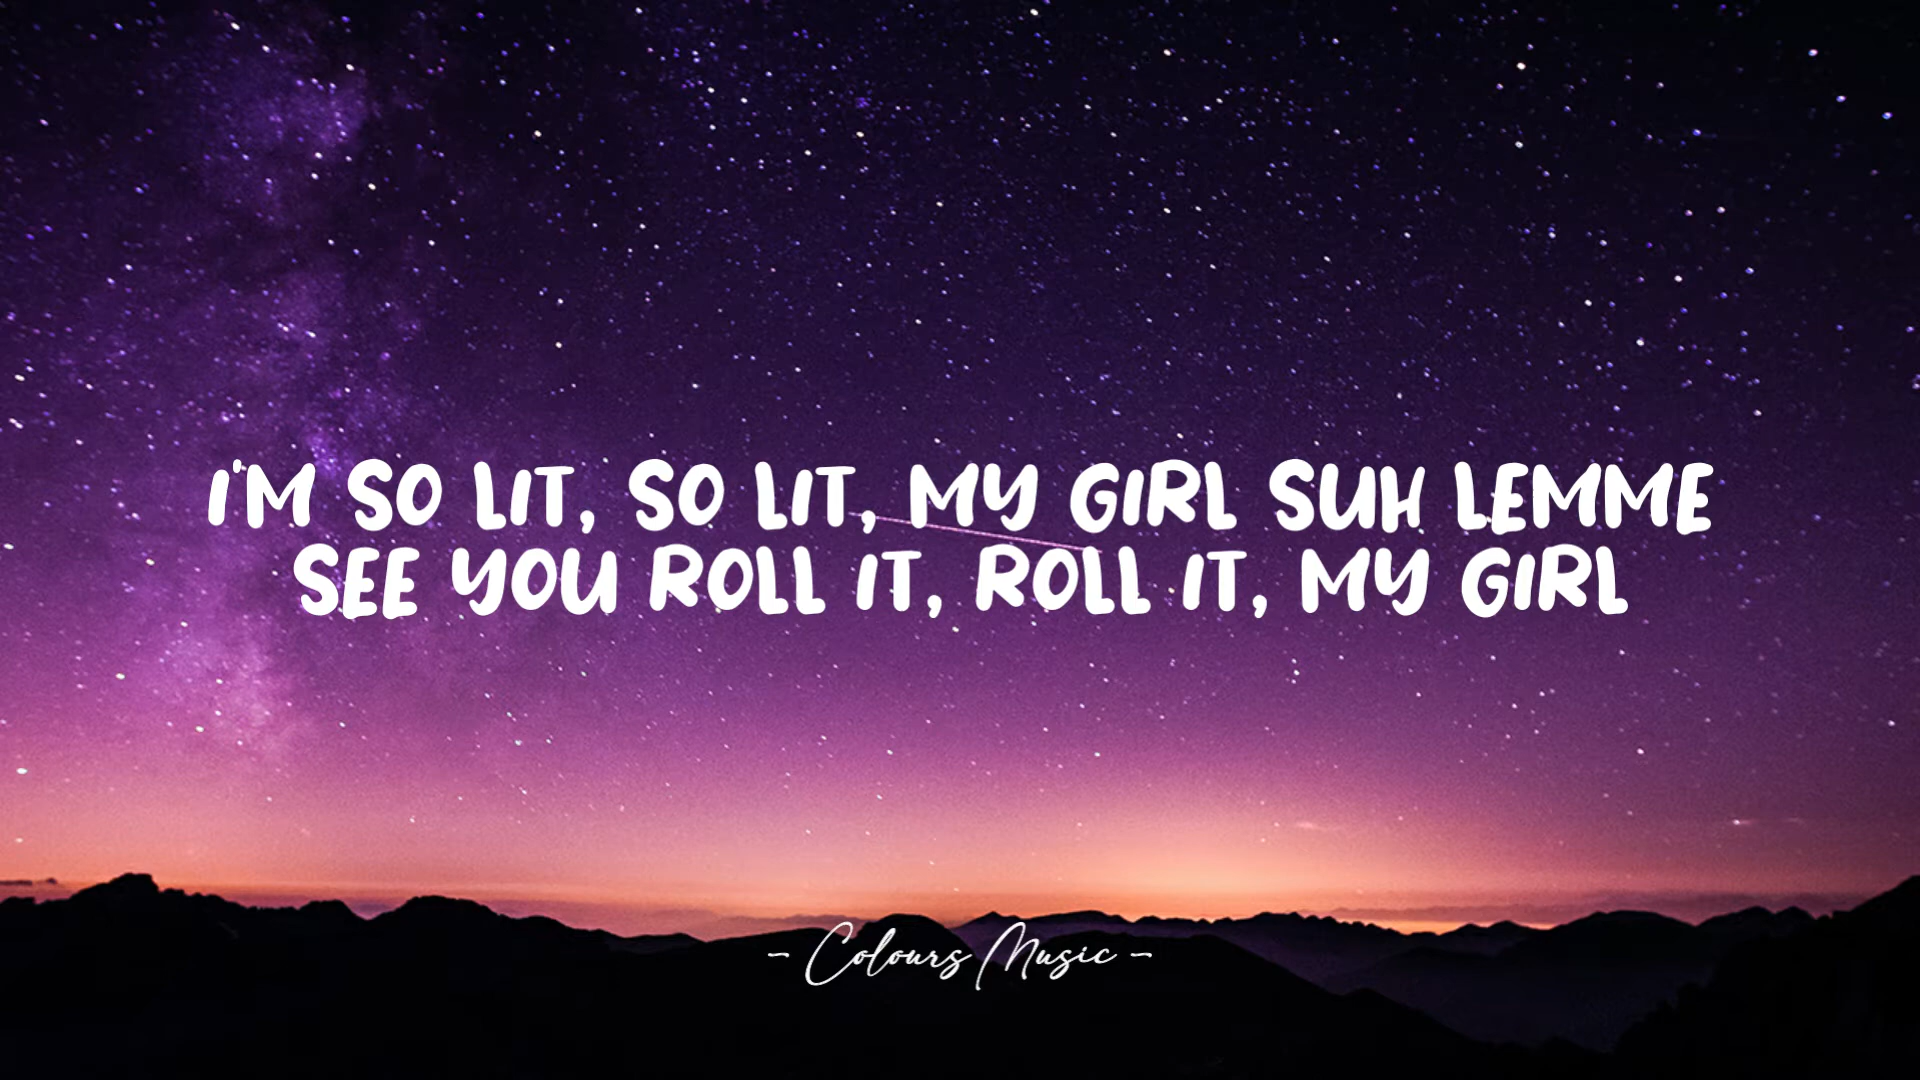 I'M SO LIT, SO LIT, MY GIRL SUH LEMME
SEE YOU ROLL IT, ROLL IT, MY GIRL
- Colours Music -